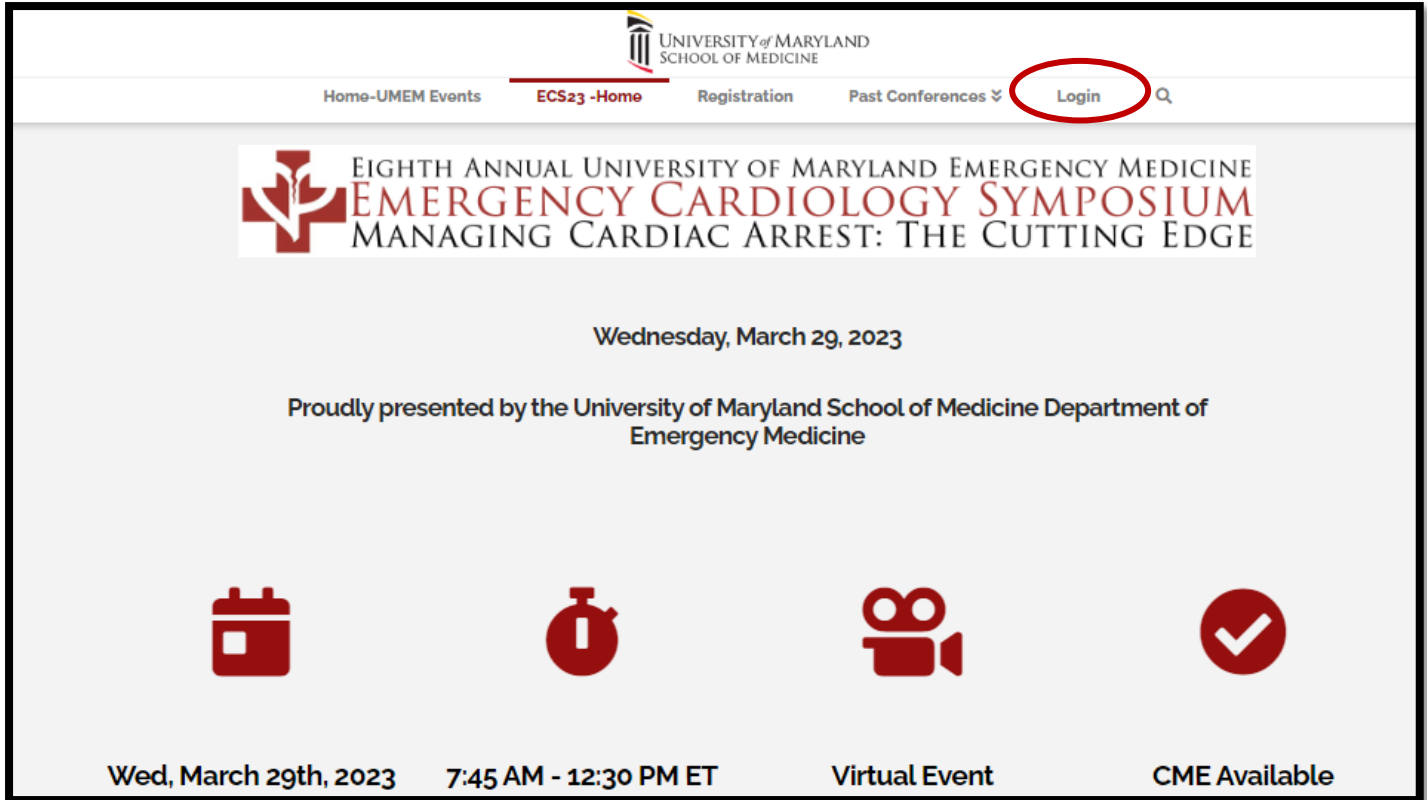 UNIVERSITY of MARYLAND
SCHOOL OF MEDICINE
Home-UMEM Events ECS23 -Home Registration Past Conferences Login
EIGHTH ANNUAL UNIVERSITY OF MARYLAND EMERGENCY MEDICINE
EMERGENCY CARDIOLOGY SYMPOSIUM
MANAGING CARDIAC ARREST: THE CUTTING EDGE
Wednesday, March 29, 2023
Proudly presented by the University of Maryland School of Medicine Department of
Emergency Medicine
Wed, March 29th, 2023 7:45 AM - 12:30 PM ET Virtual Event CME Available